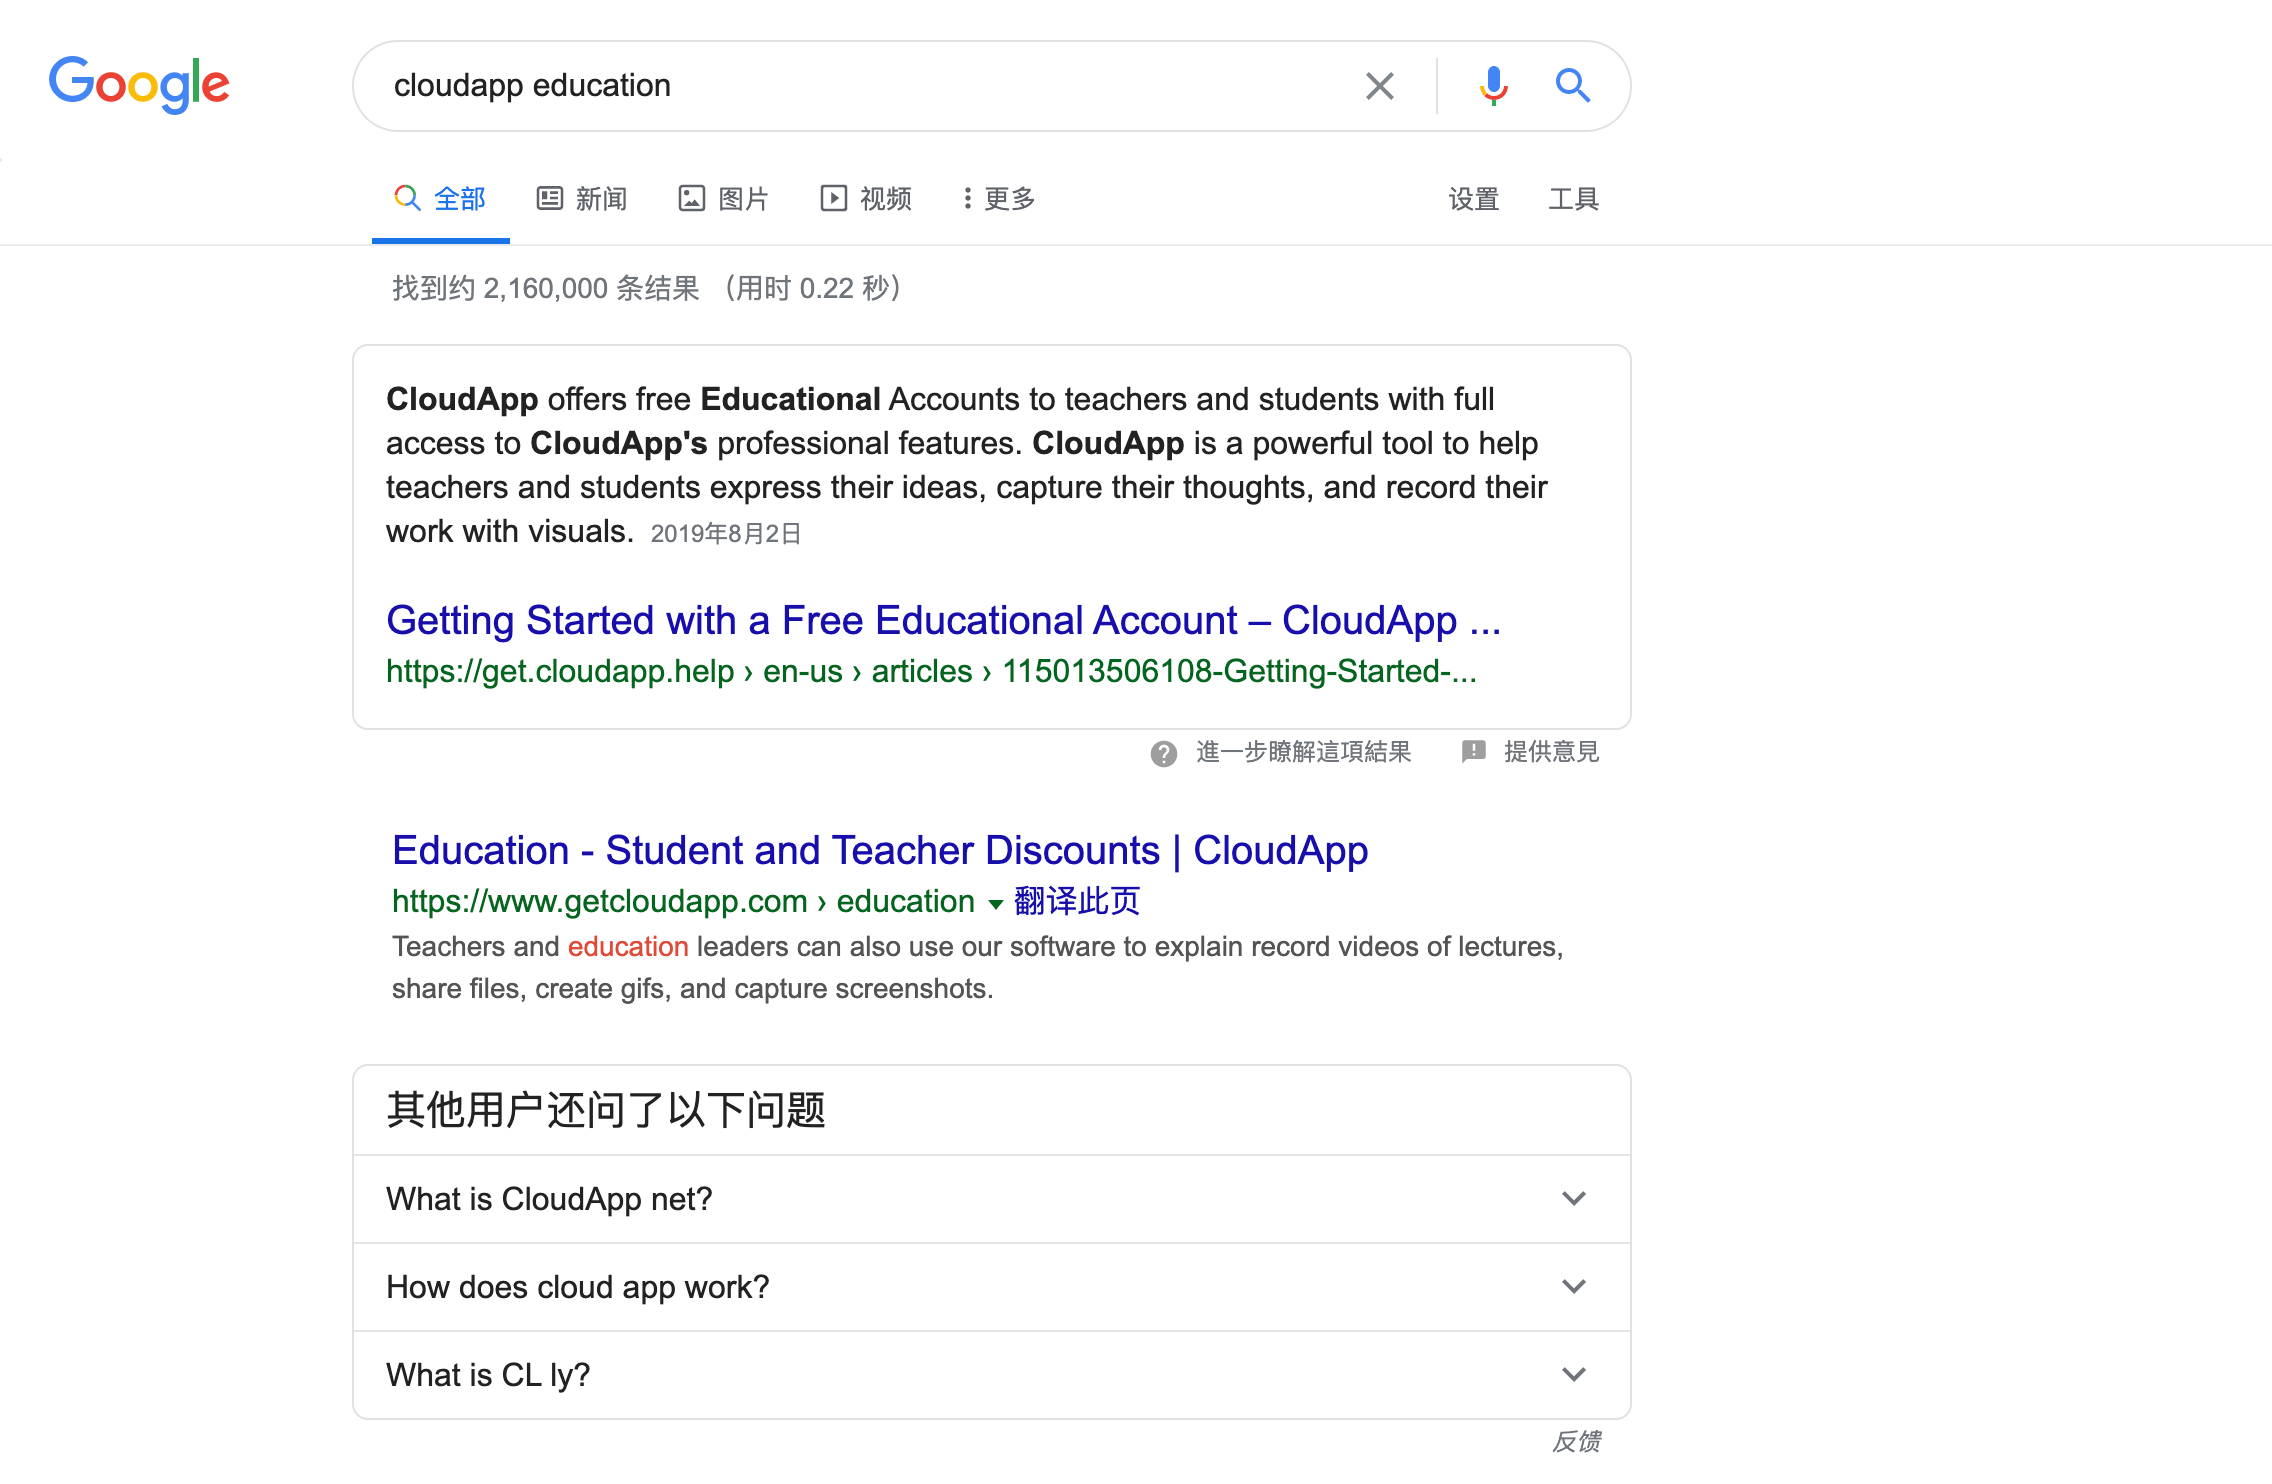 Google
cloudapp education
全部 新闻 图片 视频 更多 设置 工具
找到约 2,160,000 条结果 （用时 0.22 秒）
CloudApp offers free Educational Accounts to teachers and students with full
access to CloudApp's professional features. CloudApp is a powerful tool to help
teachers and students express their ideas, capture their thoughts, and record their
work with visuals. 2019年8月2日
Getting Started with a Free Educational Account – CloudApp ...
https://get.cloudapp.help › en-us › articles › 115013506108-Getting-Started-...
進一步瞭解這項結果 提供意見
Education - Student and Teacher Discounts | CloudApp
https://www.getcloudapp.com › education 翻译此页
Teachers and education leaders can also use our software to explain record videos of lectures,
share files, create gifs, and capture screenshots.
其他用户还问了以下问题
What is CloudApp net?
How does cloud app work?
What is CL ly?
反馈